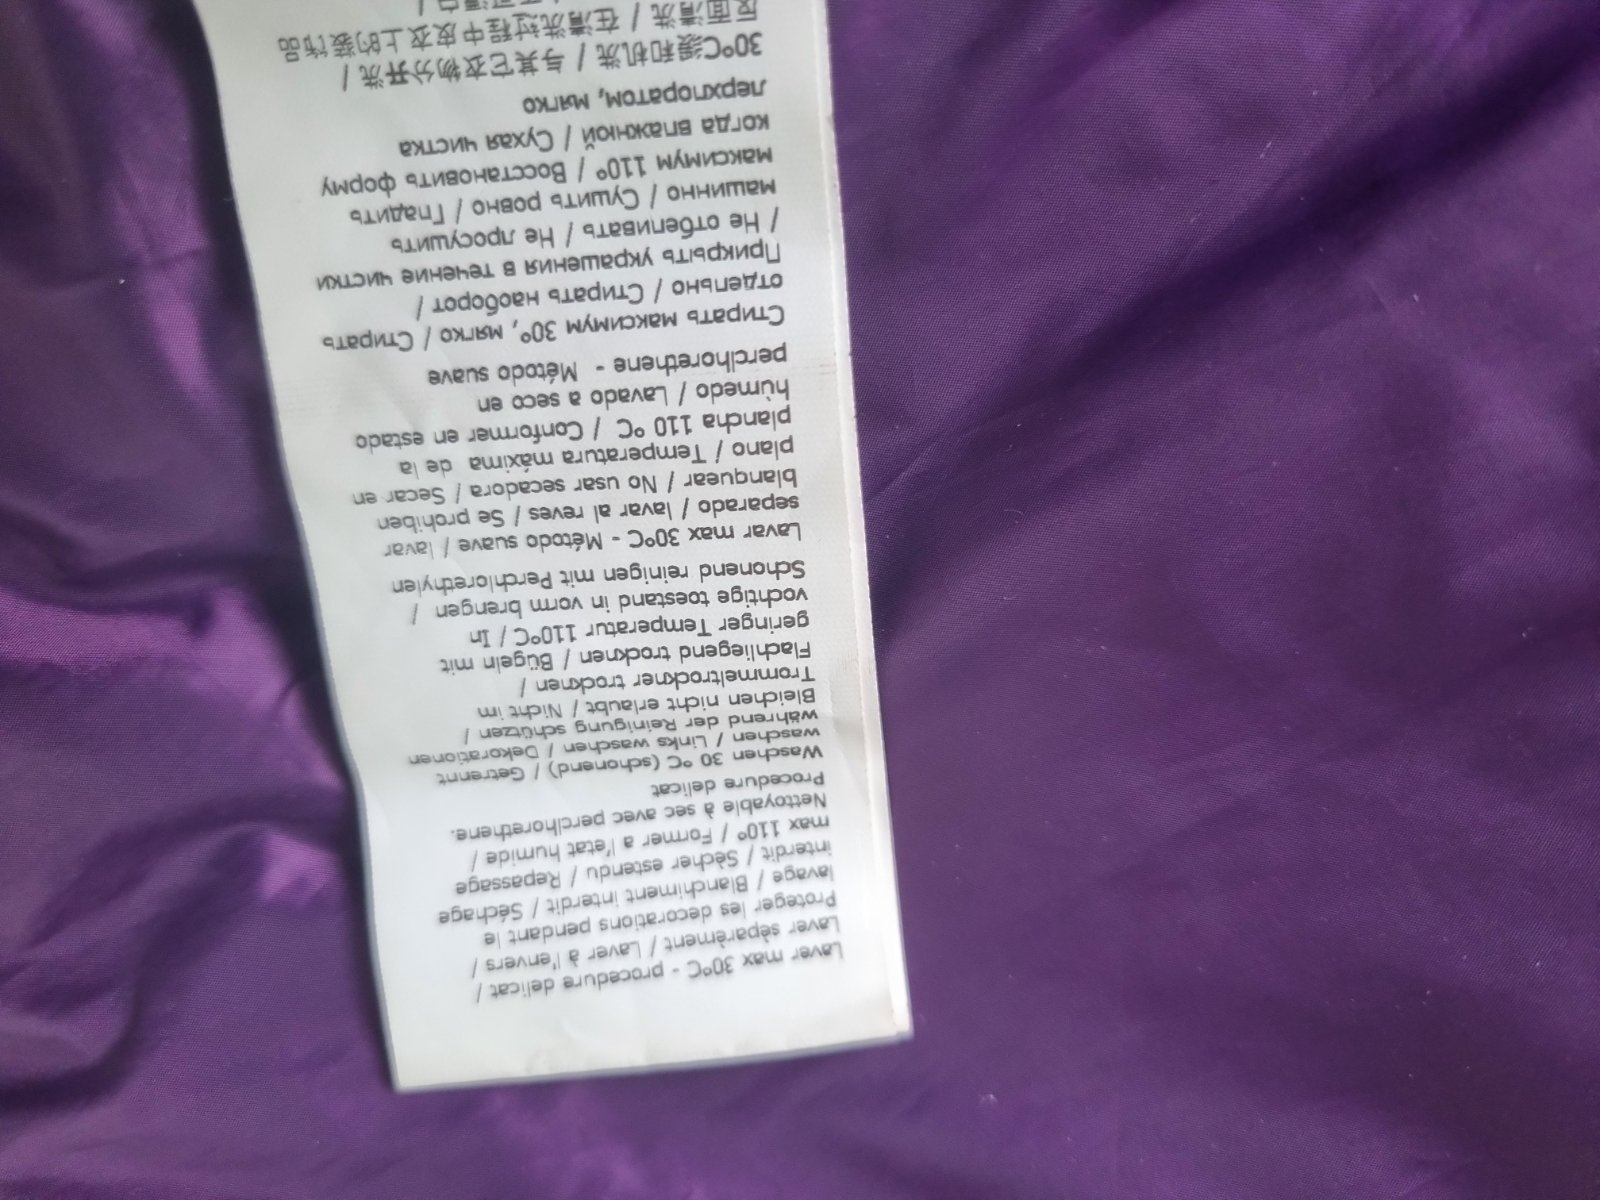 Laver max 30°C - procedure delicat /
Laver sèparèment / Laver à l'envers /
Proteger les decorations pendant le
lavage / Blanchiment interdit / Séchage
interdit / Sècher estendu / Repassage
max 110° / Former a l'etat humide /
Nettoyable à sec avec perclhorethene.
Procedure delicat
Waschen 30 °C (schonend) / Getrennt
waschen / Links waschen / Dekorationen
während der Reinigung schützen /
Bleichen nicht erlaubt / Nicht im
Trommeltrockner trocknen /
Flachliegend trocknen / Bügeln mit
geringer Temperatur 110°C / In
vochtige toestand in vorm brengen /
Schonend reinigen mit Perchlorethylen
Lavar max 30°C - Método suave / lavar
separado / lavar al reves / Se prohiben
blanquear / No usar secadora / Secar en
plano / Temperatura máxima de la
plancha 110 °C / Conformer en estado
hùmedo / Lavado a seco en
perclhorethene - Método suave
Стирать максимум 30°, мягко / Стирать
отдельно / Стирать наоборот /
Прикрыть украшения в течение чистки
/ Не отбеливать / Не просушить
машинно / Сушить ровно / Гладить
максимум 110° / Восстановить форму
когда влажной / Сухая чистка
перхлоратом, мягко
30°C缓和机洗 / 与其它衣物分开洗 /
反面清洗 / 在清洗过程中皮衣上的装饰品